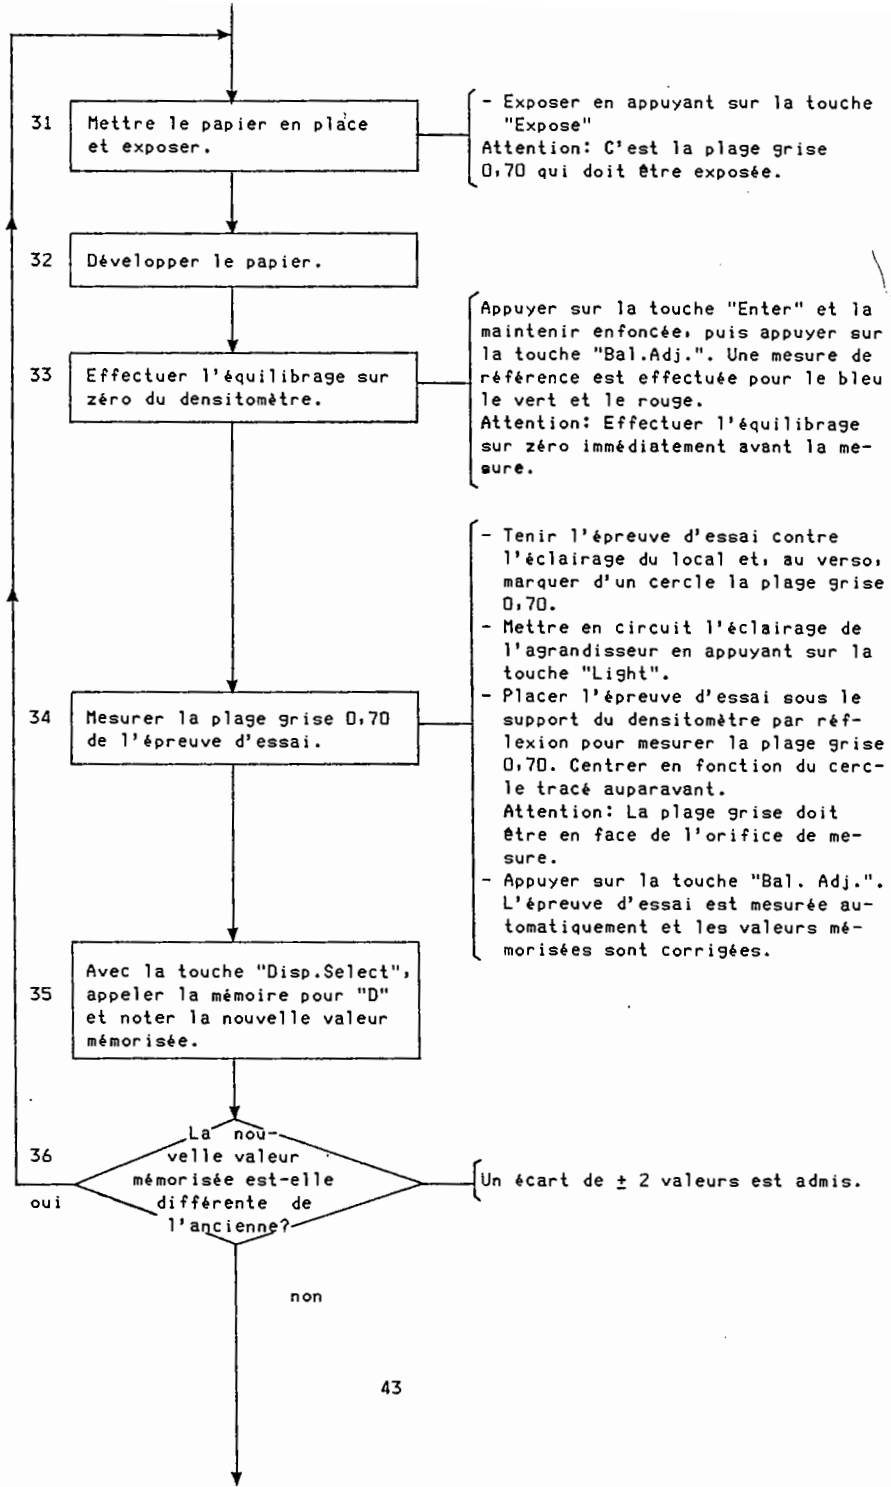 31
Mettre le papier en place
et exposer.
- Exposer en appuyant sur la touche
"Expose"
Attention: C'est la plage grise
0,70 qui doit être exposée.
32
Développer le papier.
33
Effectuer l'équilibrage sur
zéro du densitomètre.
Appuyer sur la touche "Enter" et la
maintenir enfoncée, puis appuyer sur
la touche "Bal.Adj.". Une mesure de
référence est effectuée pour le bleu
le vert et le rouge.
Attention: Effectuer l'équilibrage
sur zéro immédiatement avant la me-
sure.
34
Mesurer la plage grise 0,70
de l'épreuve d'essai.
- Tenir l'épreuve d'essai contre
l'éclairage du local et, au verso,
marquer d'un cercle la plage grise
0,70.
- Mettre en circuit l'éclairage de
l'agrandisseur en appuyant sur la
touche "Light".
- Placer l'épreuve d'essai sous le
support du densitomètre par réf-
lexion pour mesurer la plage grise
0,70. Centrer en fonction du cerc-
le tracé auparavant.
Attention: La plage grise doit
être en face de l'orifice de me-
sure.
- Appuyer sur la touche "Bal. Adj.".
L'épreuve d'essai est mesurée au-
tomatiquement et les valeurs mé-
morisées sont corrigées.
35
Avec la touche "Disp.Select",
appeler la mémoire pour "D"
et noter la nouvelle valeur
mémorisée.
36
La nou-
velle valeur
mémorisée est-elle
différente de
l'ancienne?
Un écart de ± 2 valeurs est admis.
oui
non
43